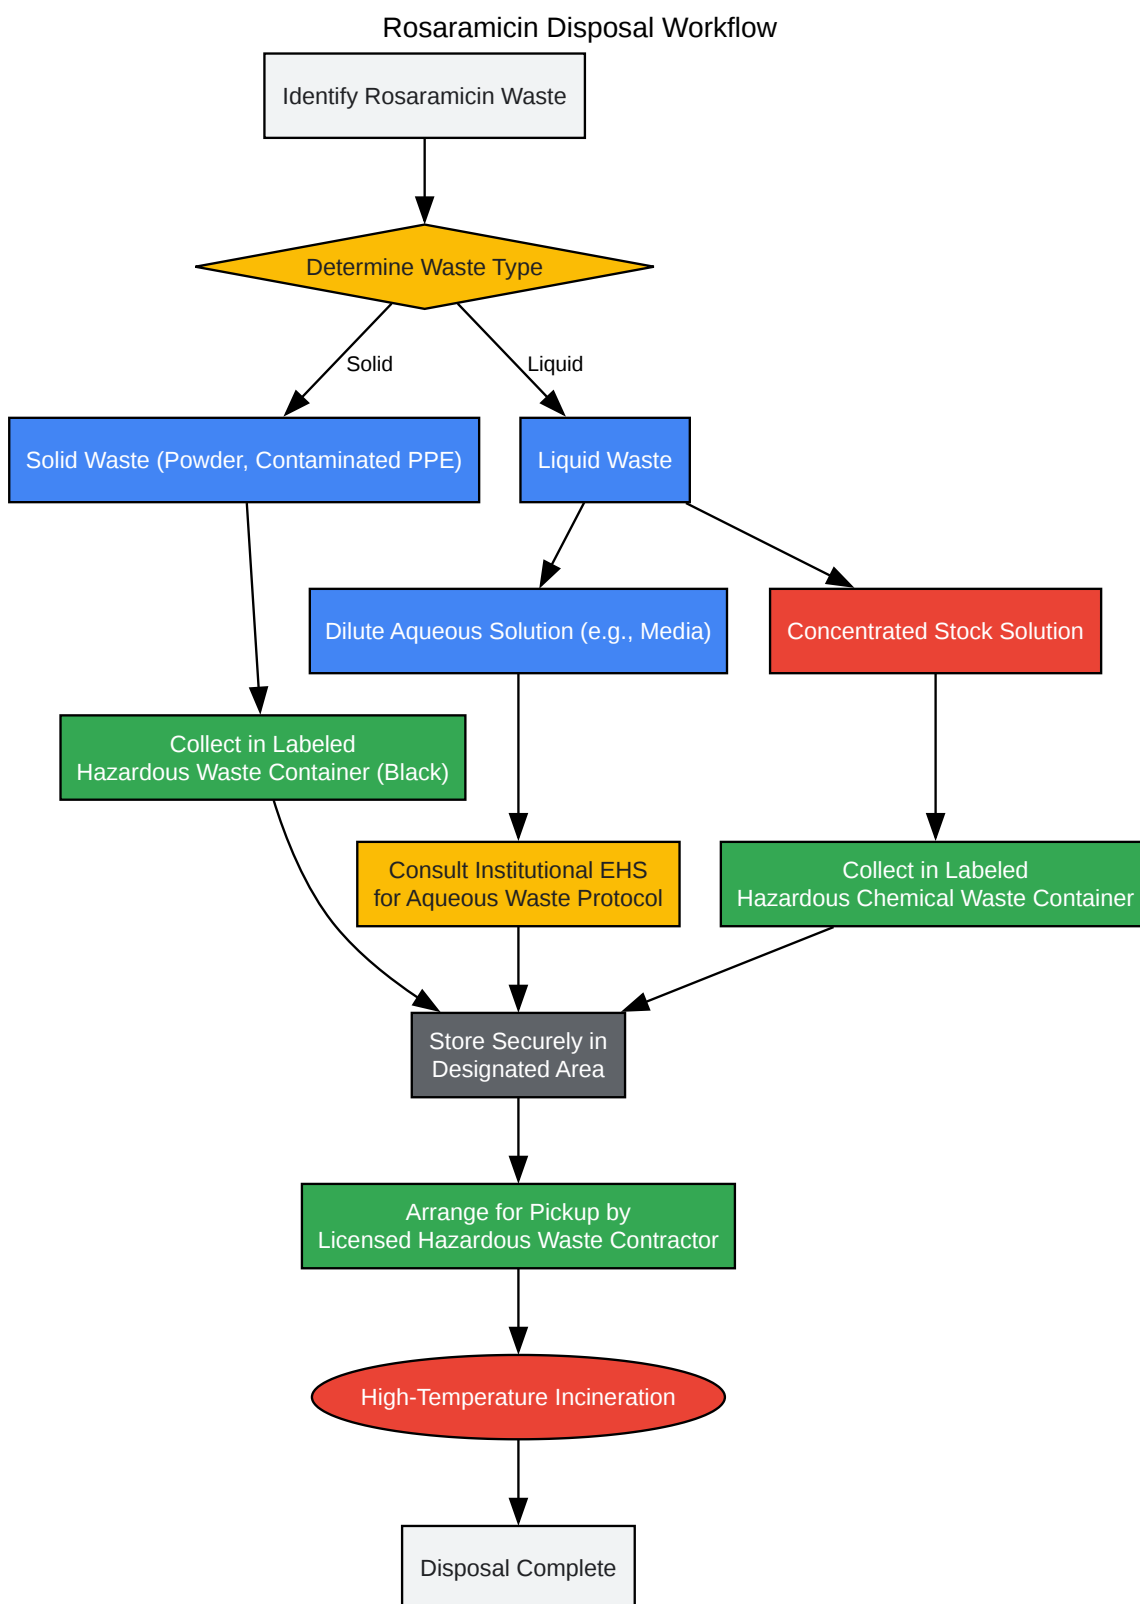 Rosaramicin Disposal Workflow
Identify Rosaramicin Waste
Determine Waste Type
Solid
Liquid
Solid Waste (Powder, Contaminated PPE)
Liquid Waste
Dilute Aqueous Solution (e.g., Media)
Concentrated Stock Solution
Collect in Labeled
Hazardous Waste Container (Black)
Consult Institutional EHS
for Aqueous Waste Protocol
Collect in Labeled
Hazardous Chemical Waste Container
Store Securely in
Designated Area
Arrange for Pickup by
Licensed Hazardous Waste Contractor
High-Temperature Incineration
Disposal Complete